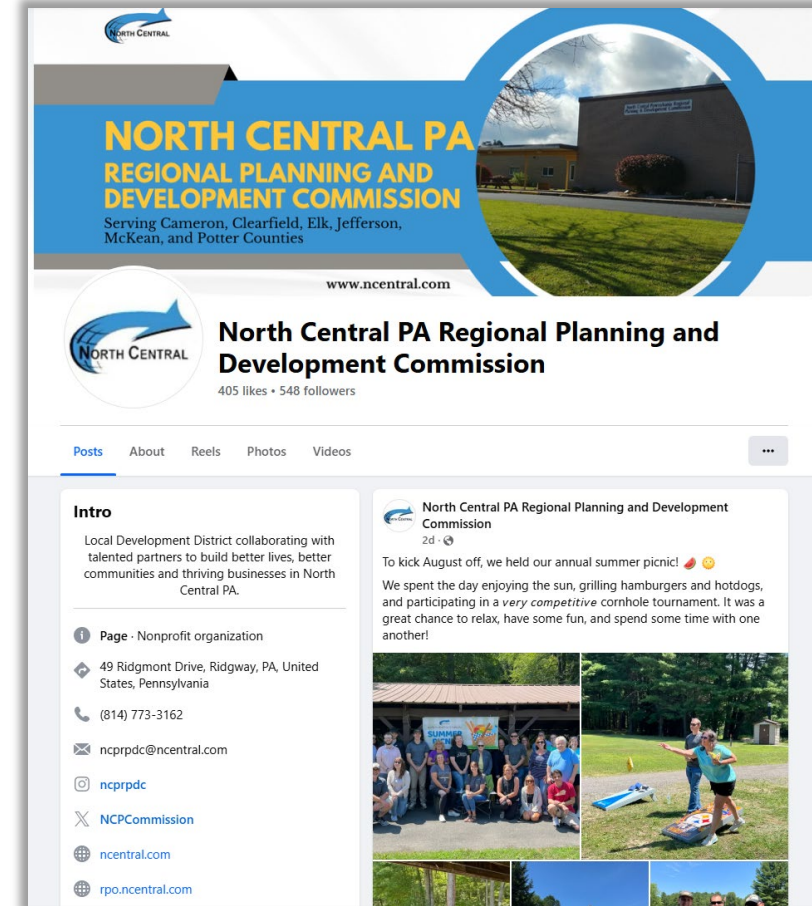 NORTH CENTRAL
NORTH CENTRAL PA
REGIONAL PLANNING AND
DEVELOPMENT COMMISSION
Serving Cameron, Clearfield, Elk, Jefferson,
McKean, and Potter Counties
www.ncentral.com
NORTH CENTRAL
North Central PA Regional Planning and
Development Commission
405 likes • 548 followers
Posts
About
Reels
Photos
Videos
Intro
Local Development District collaborating with
talented partners to build better lives, better
communities and thriving businesses in North
Central PA.
Page · Nonprofit organization
49 Ridgmont Drive, Ridgway, PA, United
States, Pennsylvania
(814) 773-3162
ncprpdc@ncentral.com
ncprpdc
NCPCommission
ncentral.com
rpo.ncentral.com
North Central PA Regional Planning and Development
Commission
2d ·
To kick August off, we held our annual summer picnic! 🍉 🌞
We spent the day enjoying the sun, grilling hamburgers and hotdogs,
and participating in a very competitive cornhole tournament. It was a
great chance to relax, have some fun, and spend some time with one
another!
SUMMER
PICNIC